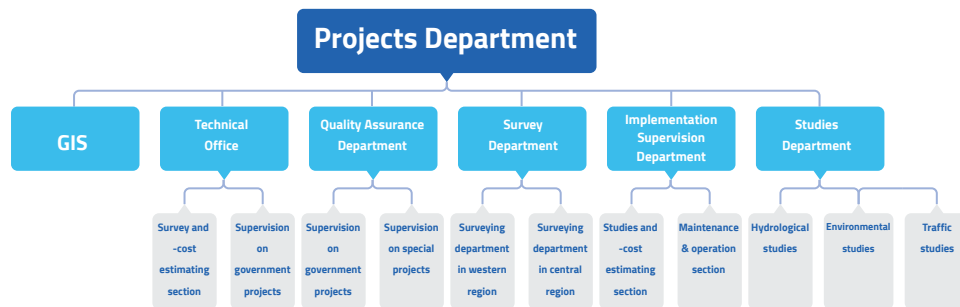 Projects Department
GIS
Technical
Office
Quality Assurance
Department
Survey
Department
Implementation
Supervision
Department
Studies
Department
Survey and
-cost
estimating
section
Supervision
on
government
projects
Supervision
on
government
projects
Supervision
on special
projects
Surveying
department
in western
region
Surveying
department
in central
region
Studies and
-cost
estimating
section
Maintenance
& operation
section
Hydrological
studies
Environmental
studies
Traffic
studies